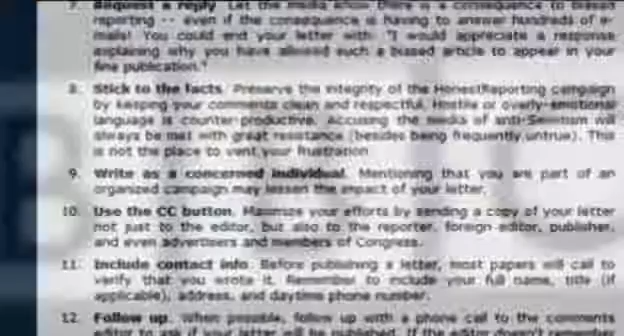 7. Request a reply. Let the media know there is a consequence to biased
reporting -- even if the consequence is having to answer hundreds of e-
mails! You could end your letter with: "I would appreciate a response
explaining why you have allowed such a biased article to appear in your
fine publication."
8. Stick to the facts. Preserve the integrity of the HonestReporting campaign
by keeping your comments clean and respectful. Hostile or overly-emotional
language is counter-productive. Accusing the media of anti-Semitism will
always be met with great resistance (besides being frequently untrue). This
is not the place to vent your frustration.
9. Write as a concerned individual. Mentioning that you are part of an
organized campaign may lessen the impact of your letter.
10. Use the CC button. Maximize your efforts by sending a copy of your letter
not just to the editor, but also to the reporter, foreign editor, publisher,
and even advertisers and members of Congress.
11. Include contact info. Before publishing a letter, most papers will call to
verify that you wrote it. Remember to include your full name, title (if
applicable), address, and daytime phone number.
12. Follow up. When possible, follow up with a phone call to the comments
editor to ask if your letter will be published. If the editor doesn't